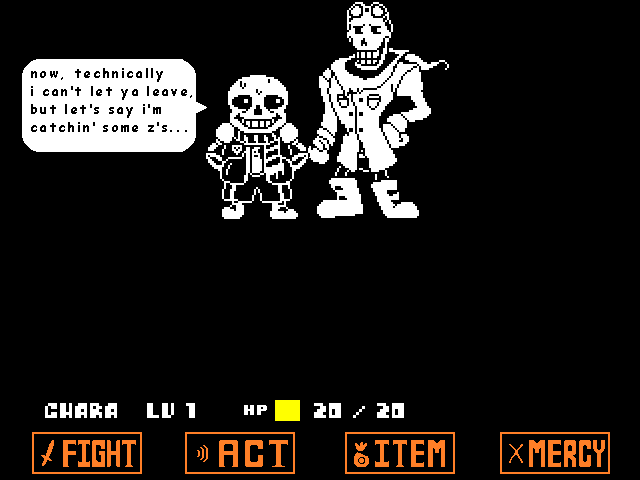 now, technically
i can't let ya leave,
but let's say i'm
catchin' some z's...
CHARA LV 1 HP 20 / 20
FIGHT ACT ITEM MERCY